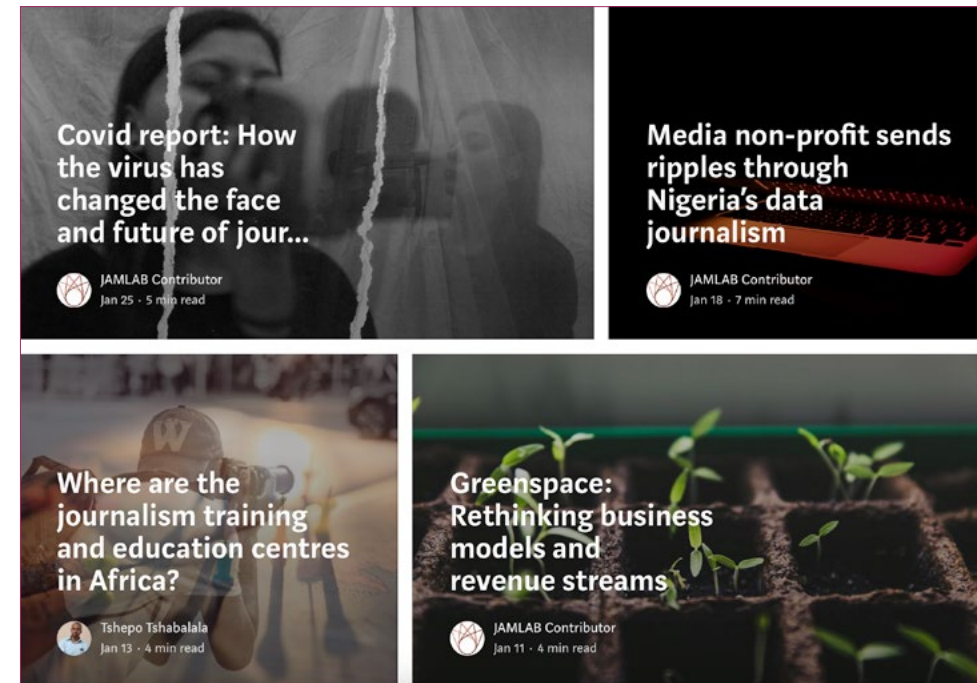 Covid report: How
the virus has
changed the face
and future of jour...
JAMLAB Contributor
Jan 25 · 5 min read
Media non-profit sends
ripples through
Nigeria's data
journalism
JAMLAB Contributor
Jan 18 · 7 min read
W
Where are the
journalism training
and education centres
in Africa?
Tshepo Tshabalala
Jan 13 · 4 min read
Greenspace:
Rethinking business
models and
revenue streams
JAMLAB Contributor
Jan 11 · 4 min read